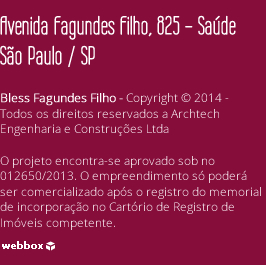 Avenida Fagundes Filho, 825 - Saúde
São Paulo / SP
Bless Fagundes Filho - Copyright © 2014 -
Todos os direitos reservados a Archtech
Engenharia e Construções Ltda
O projeto encontra-se aprovado sob no
012650/2013. O empreendimento só poderá
ser comercializado após o registro do memorial
de incorporação no Cartório de Registro de
Imóveis competente.
webbox